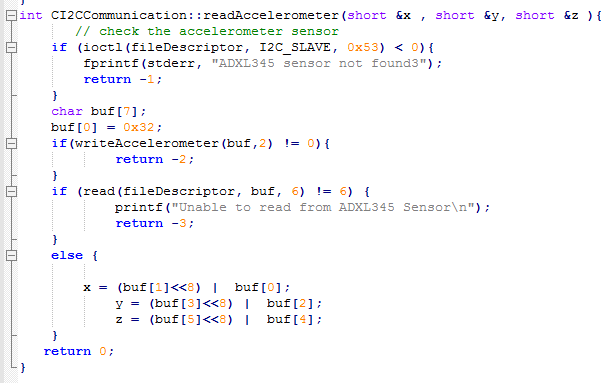 int CI2CCommunication::readAccelerometer(short &x , short &y, short &z ){
// check the accelerometer sensor
if (ioctl(fileDescriptor, I2C_SLAVE, 0x53) < 0){
fprintf(stderr, "ADXL345 sensor not found3");
return -1;
}
char buf[7];
buf[0] = 0x32;
if(writeAccelerometer(buf,2) != 0){
return -2;
}
if (read(fileDescriptor, buf, 6) != 6) {
printf("Unable to read from ADXL345 Sensor\n");
return -3;
}
else {
x = (buf[1]<<8) | buf[0];
y = (buf[3]<<8) | buf[2];
z = (buf[5]<<8) | buf[4];
}
return 0;
}